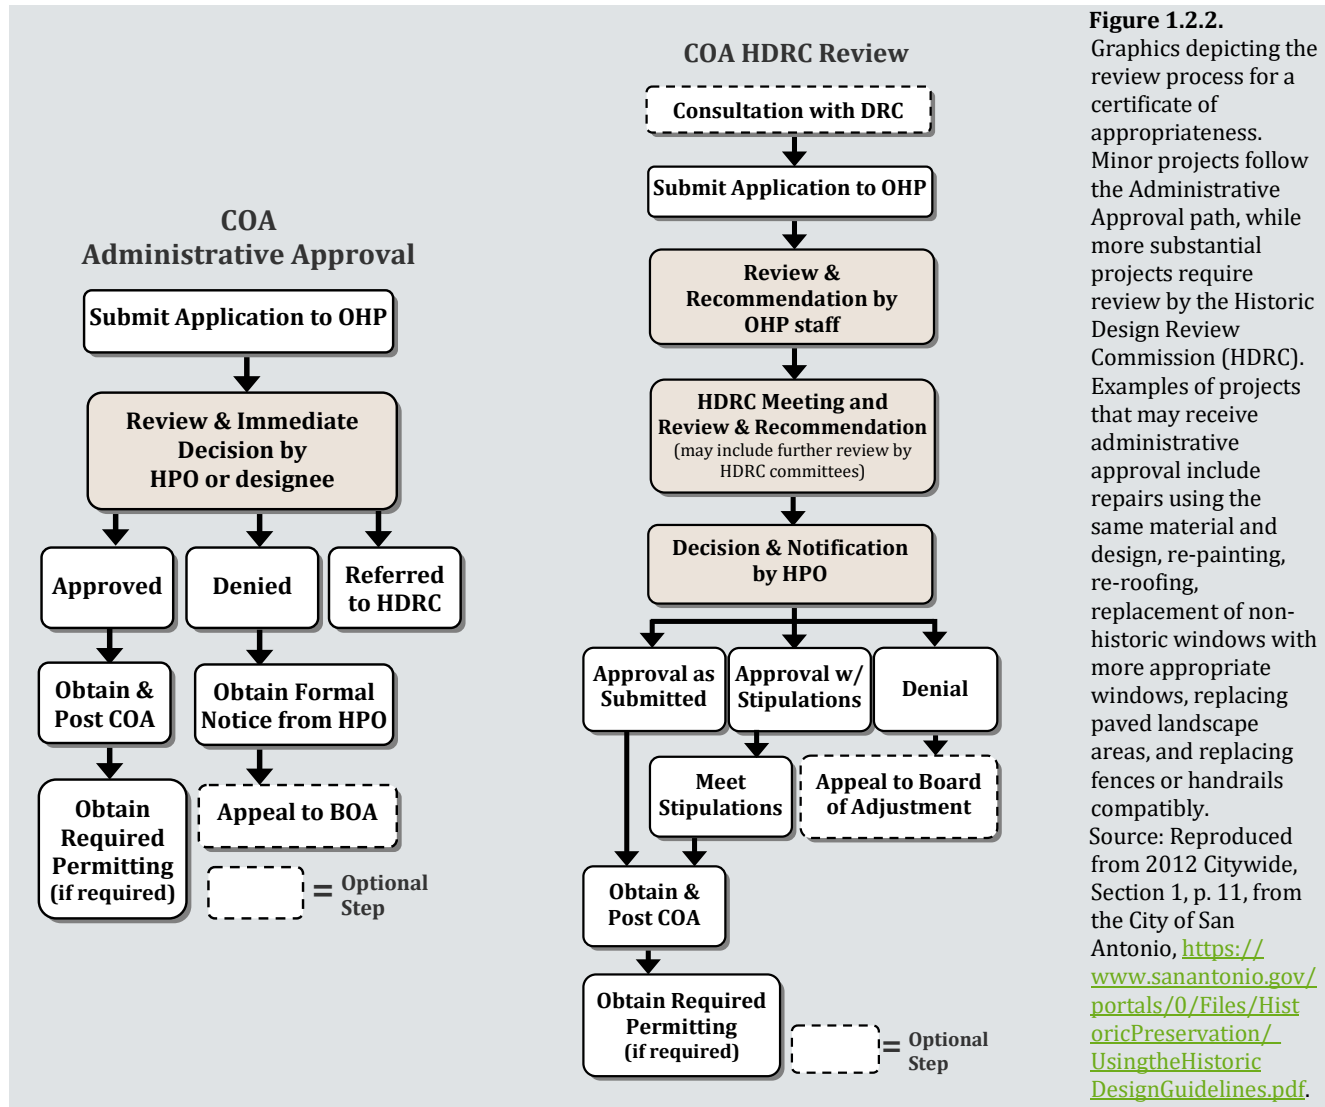 COA
Administrative Approval
Submit Application to OHP
Review & Immediate
Decision by
HPO or designee
Approved
Denied
Referred
to HDRC
Obtain &
Post COA
Obtain Formal
Notice from HPO
Obtain
Required
Permitting
(if required)
Appeal to BOA
= Optional
Step
COA HDRC Review
Consultation with DRC
Submit Application to OHP
Review &
Recommendation by
OHP staff
HDRC Meeting and
Review & Recommendation
(may include further review by
HDRC committees)
Decision & Notification
by HPO
Approval as
Submitted
Approval w/
Stipulations
Denial
Meet
Stipulations
Appeal to Board
of Adjustment
Obtain &
Post COA
Obtain Required
Permitting
(if required)
= Optional
Step
Figure 1.2.2.
Graphics depicting the
review process for a
certificate of
appropriateness.
Minor projects follow
the Administrative
Approval path, while
more substantial
projects require
review by the Historic
Design Review
Commission (HDRC).
Examples of projects
that may receive
administrative
approval include
repairs using the
same material and
design, re-painting,
re-roofing,
replacement of non-
historic windows with
more appropriate
windows, replacing
paved landscape
areas, and replacing
fences or handrails
compatibly.
Source: Reproduced
from 2012 Citywide,
Section 1, p. 11, from
the City of San
Antonio, https://
www.sanantonio.gov/
portals/0/Files/Hist
oricPreservation/
UsingtheHistoric
DesignGuidelines.pdf.